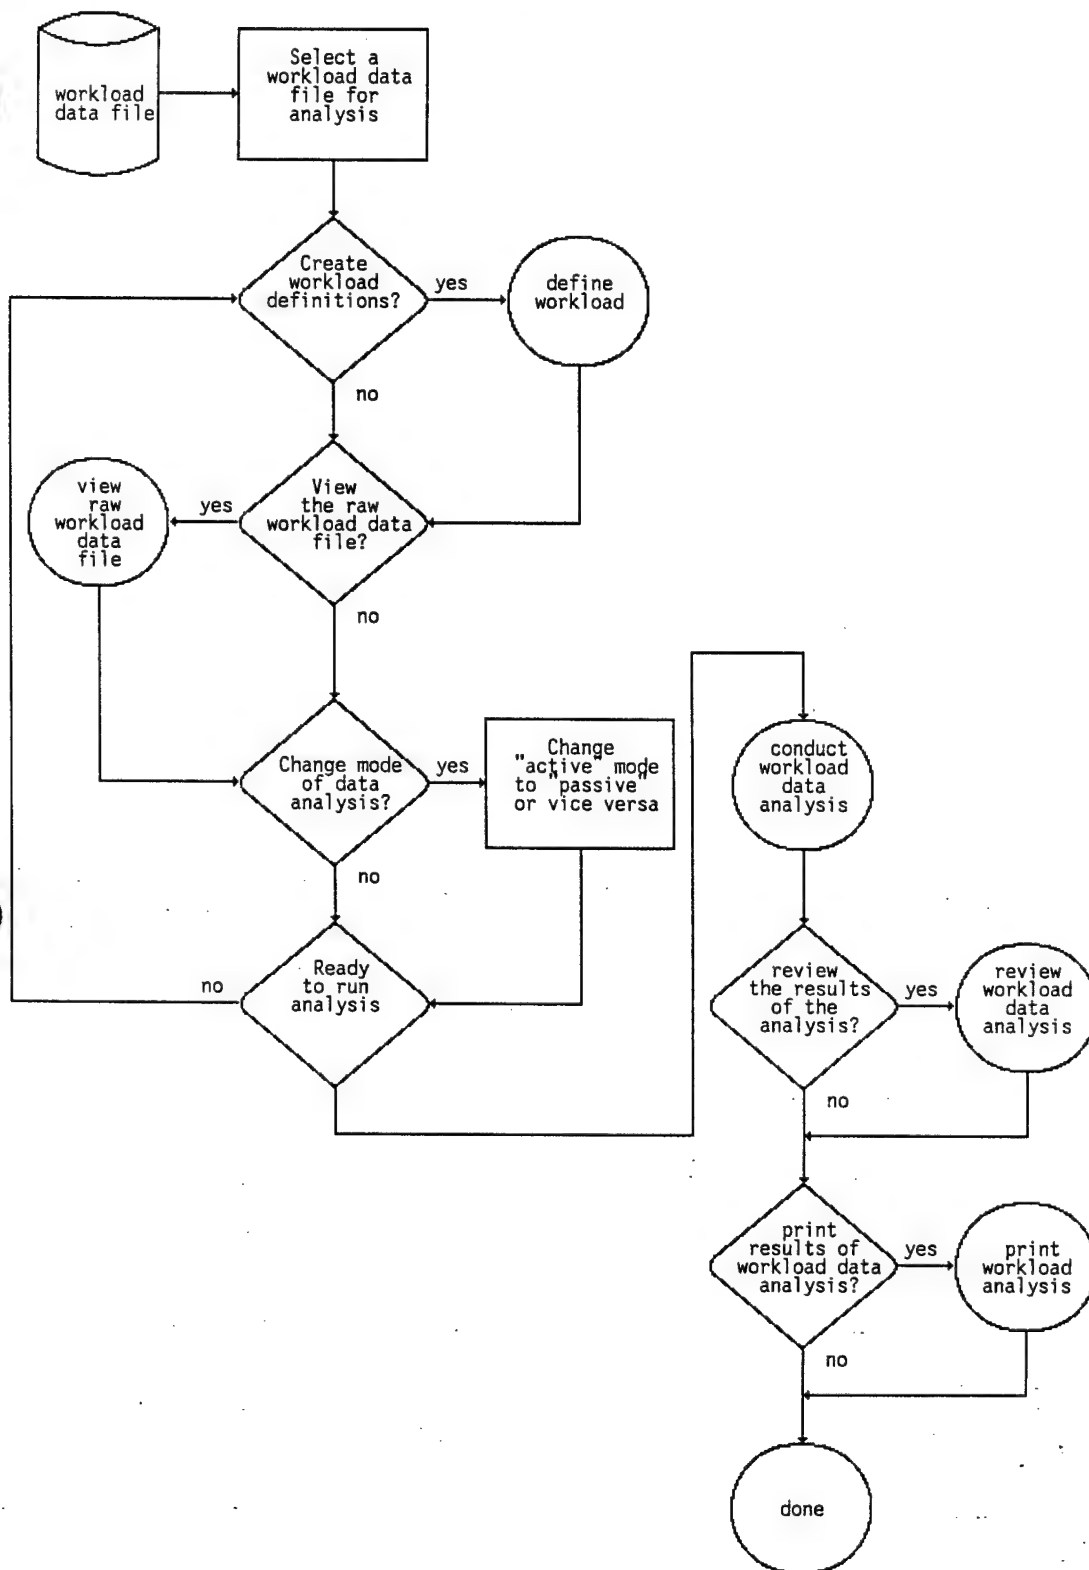 workload
data file
Select a
workload data
file for
analysis
Create
workload
definitions?
yes
define
workload
no
view
raw
workload
data
file
yes
View
the raw
workload data
file?
no
Change mode
of data
analysis?
yes
Change
"active" mode
to "passive"
or vice versa
no
no
Ready
to run
analysis
conduct
workload
data
analysis
review
the results
of the
analysis?
yes
review
workload
data
analysis
no
print
results of
workload data
analysis?
yes
print
workload
analysis
no
done